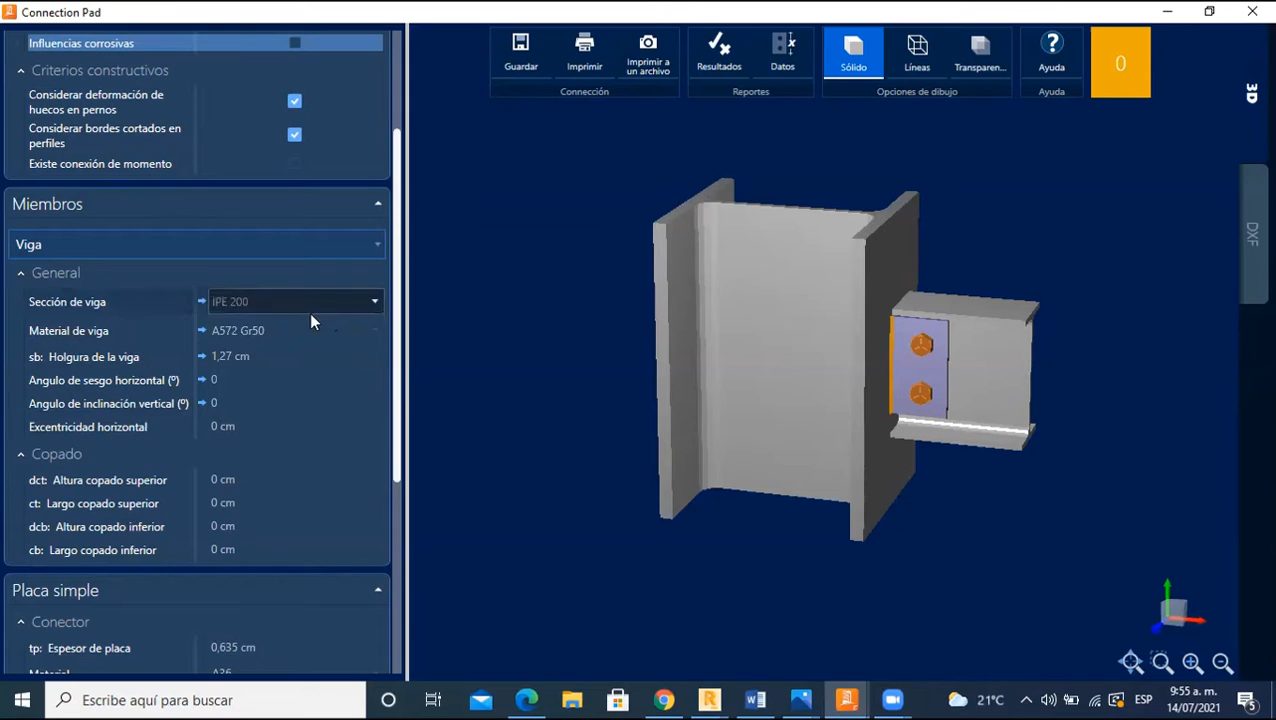 Connection Pad
Influencias corrosivas
Criterios constructivos
Considerar deformación de
huecos en pernos
Considerar bordes cortados en
perfiles
Existe conexión de momento
Miembros
Viga
General
Sección de viga
IPE 200
Material de viga
A572 Gr50
sb: Holgura de la viga
1,27 cm
Angulo de sesgo horizontal (º)
0
Angulo de inclinación vertical (º)
0
Excentricidad horizontal
0 cm
Copado
dct: Altura copado superior
0 cm
ct: Largo copado superior
0 cm
dcb: Altura copado inferior
0 cm
cb: Largo copado inferior
0 cm
Placa simple
Conector
tp: Espesor de placa
0,635 cm
Material
A36
Guardar
Imprimir
Imprimir a
un archivo
Connección
Resultados
Datos
Reportes
Sólido
Líneas
Transparen...
Opciones de dibujo
Ayuda
Ayuda
0
3D
DXF
Escribe aquí para buscar
21°C
ESP
9:55 a. m.
14/07/2021
5